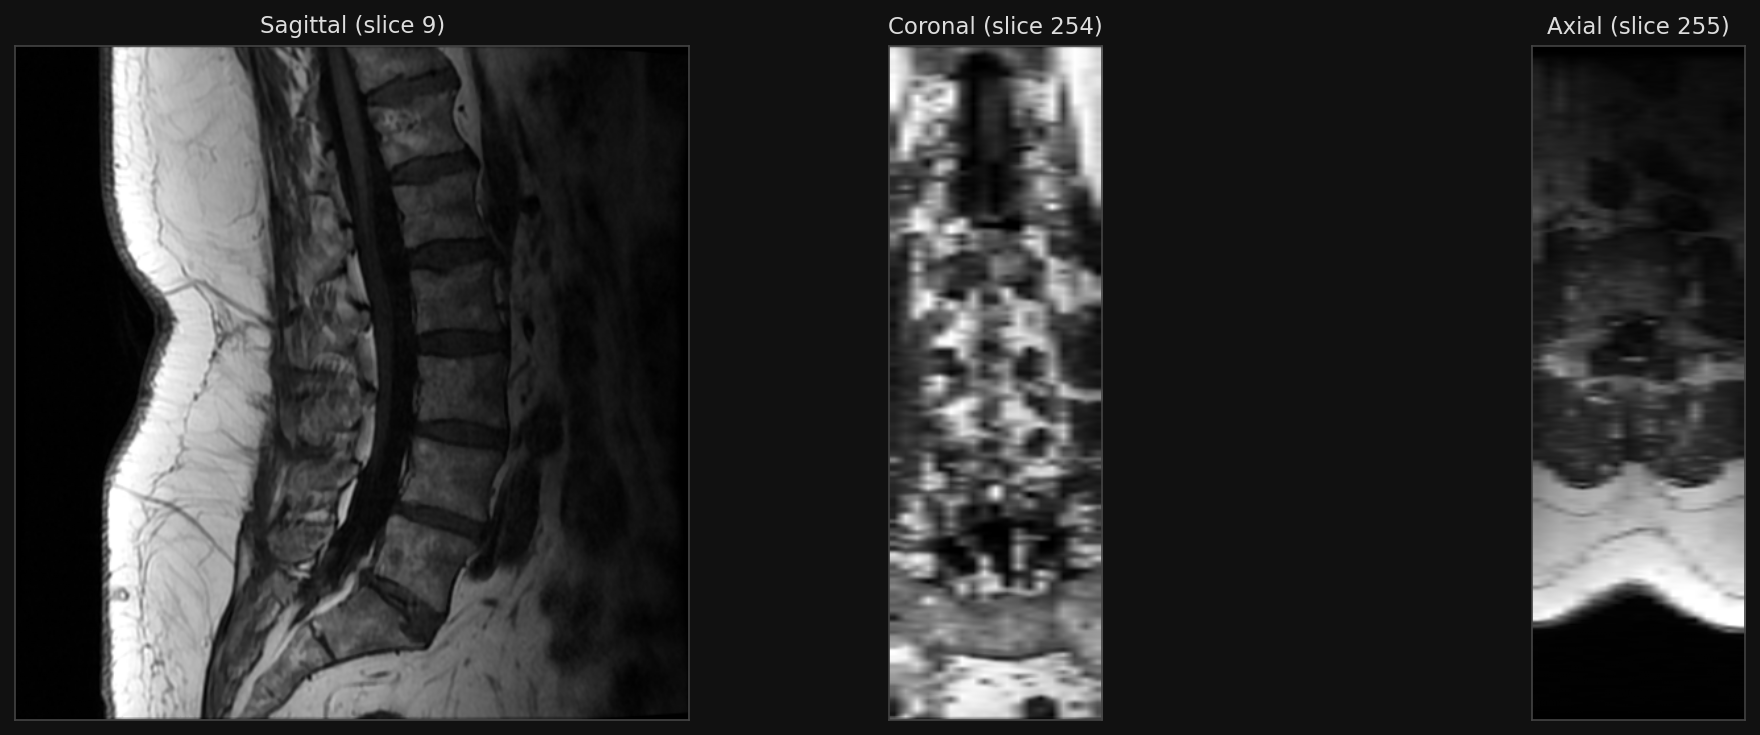 Sagittal (slice 9)
Coronal (slice 254)
Axial (slice 255)